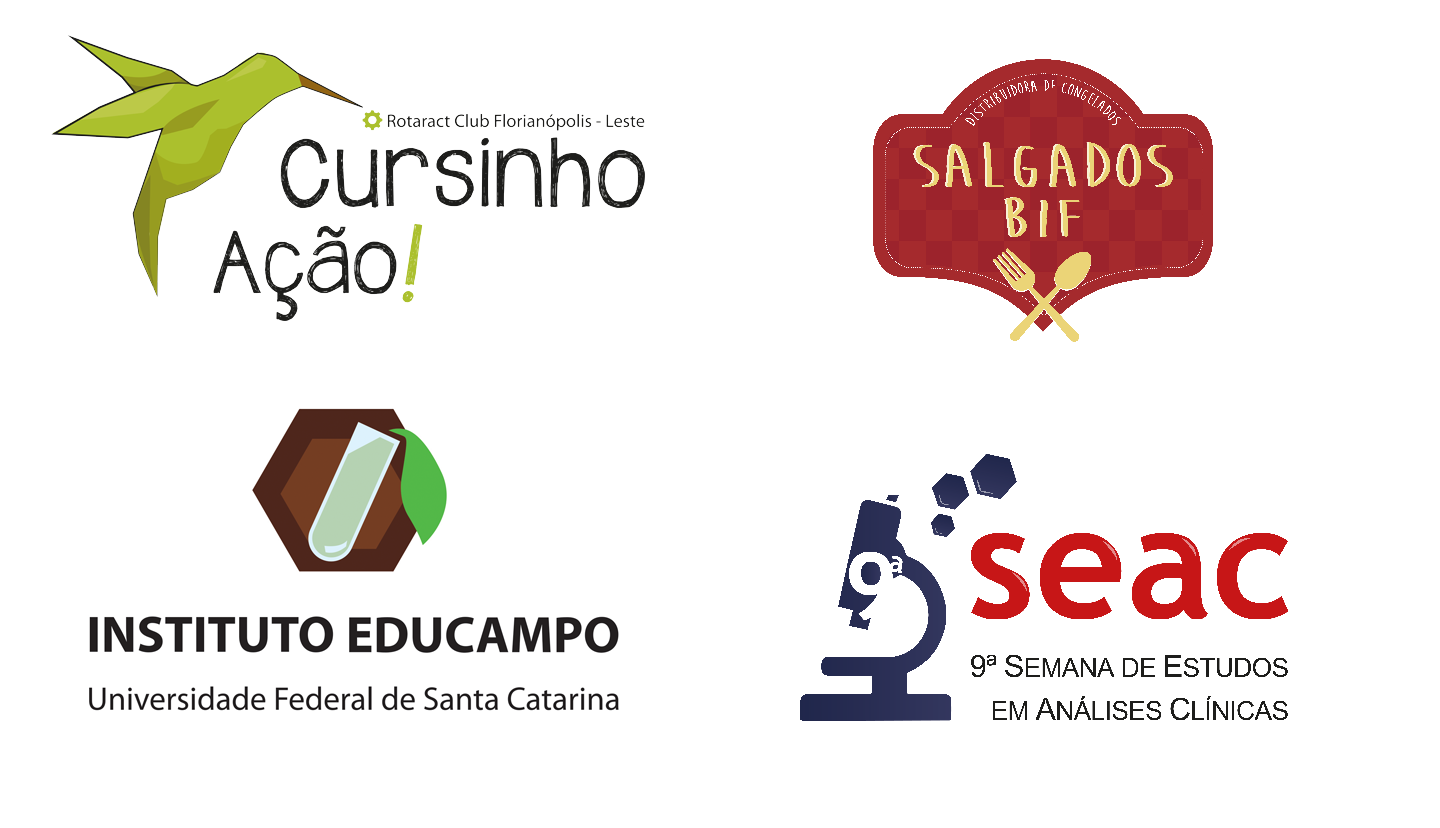 Rotaract Club Florianópolis - Leste
Cursinho
Ação!
DISTRIBUIDORA DE CONGELADOS
SALGADOS
BIF
INSTITUTO EDUCAMPO
Universidade Federal de Santa Catarina
9ª
seac
9ª SEMANA DE ESTUDOS
EM ANÁLISES CLÍNICAS